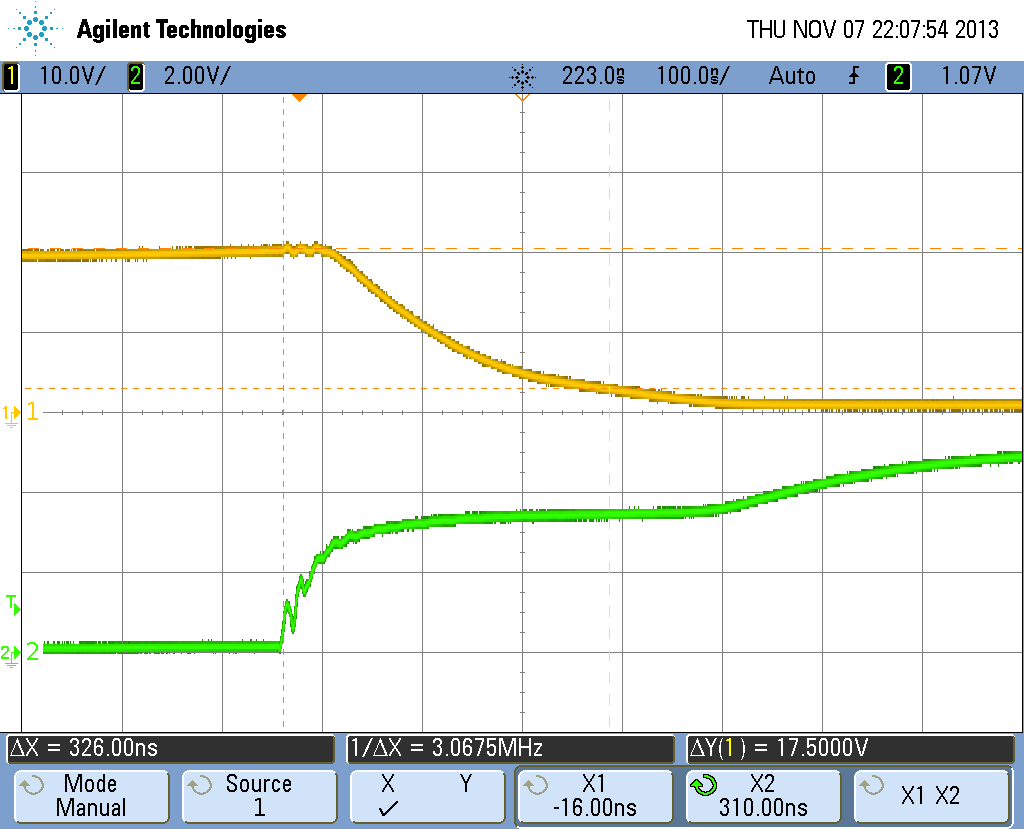 Agilent Technologies THU NOV 07 22:07:54 2013
1 10.0V/ 2 2.00V/ 223.0ns 100.0ns/ Auto 2 1.07V
1 1
T
2 2
ΔX = 326.00ns 1/ΔX = 3.0675MHz ΔY(1) = 17.5000V
Mode Source X Y X1 X2 X1 X2
Manual 1 ✓ -16.00ns 310.00ns